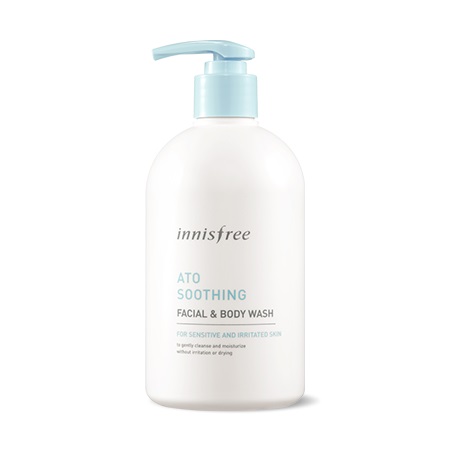 innisfree
ATO
SOOTHING
FACIAL & BODY WASH
FOR SENSITIVE AND IRRITATED SKIN
to gently cleanse and moisturize
without irritation or drying